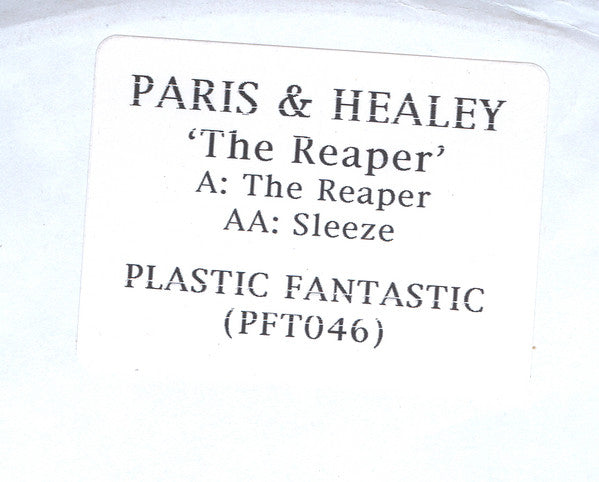 PARIS & HEALEY
‘The Reaper’
A: The Reaper
AA: Sleeze
PLASTIC FANTASTIC
(PFT046)